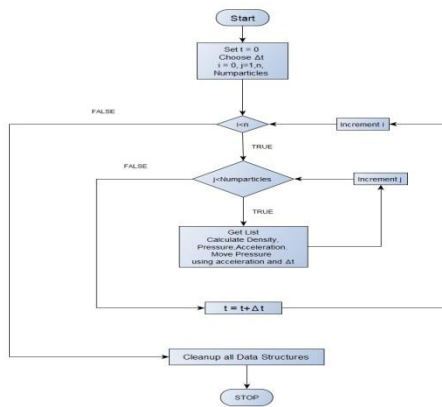 Start
Set t = 0
Choose Δt
i = 0, j=1,n,
Numparticles
FALSE
i<n
Increment i
TRUE
FALSE
j<Numparticles
Increment j
TRUE
Get List
Calculate Density,
Pressure,Acceleration.
Move Pressure
using acceleration and Δt
t = t+Δt
Cleanup all Data Structures
STOP